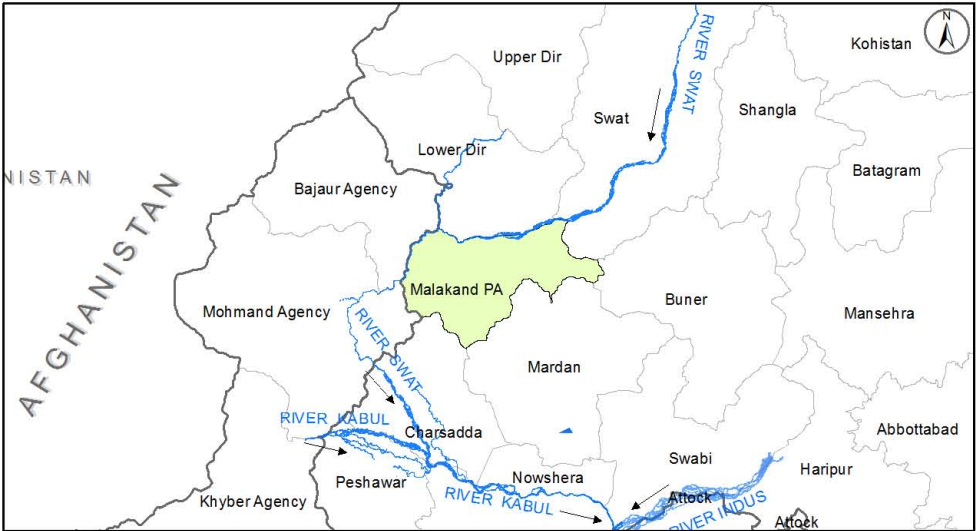 N
Kohistan
Upper Dir
RIVER SWAT
Shangla
Swat
Lower Dir
Batagram
NISTAN
Bajaur Agency
AFGHANISTAN
Malakand PA
Buner
Mohmand Agency
Mansehra
RIVER SWAT
Mardan
RIVER KABUL
Charsadda
Abbottabad
Swabi
Haripur
Nowshera
Peshawar
RIVER KABUL
Attock
Khyber Agency
RIVER INDUS
Attock